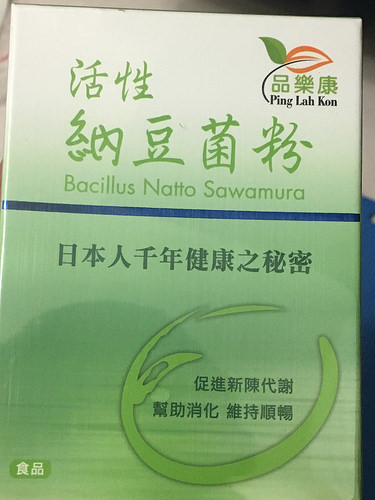 品樂康
Ping Lah Kon
活性
納豆菌粉
Bacillus Natto Sawamura
日本人千年健康之秘密
促進新陳代謝
幫助消化 維持順暢
食品